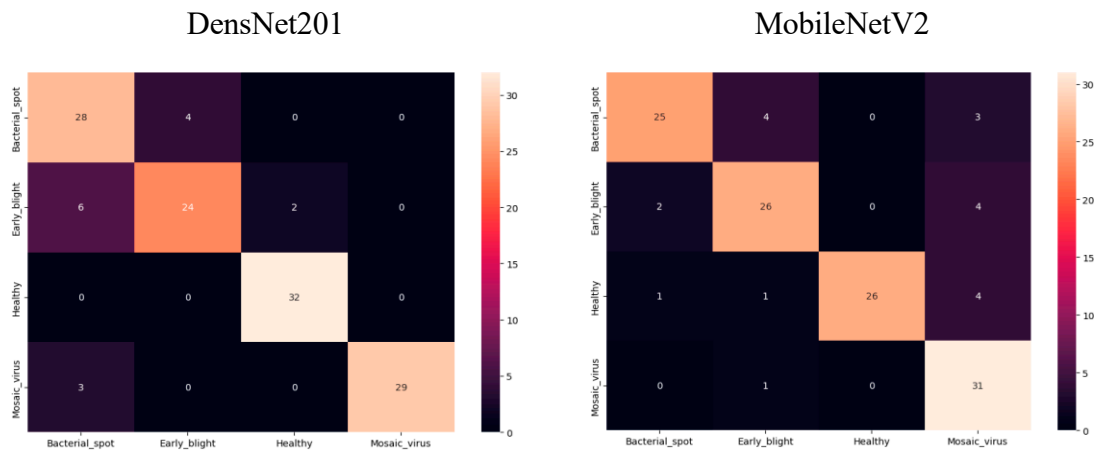 DensNet201
Bacterial_spot 28 4 0 0
Early_blight 6 24 2 0
Healthy 0 0 32 0
Mosaic_virus 3 0 0 29
Bacterial_spot Early_blight Healthy Mosaic_virus
30
25
20
15
10
5
0
MobileNetV2
Bacterial_spot 25 4 0 3
Early_blight 2 26 0 4
Healthy 1 1 26 4
Mosaic_virus 0 1 0 31
Bacterial_spot Early_blight Healthy Mosaic_virus
30
25
20
15
10
5
0